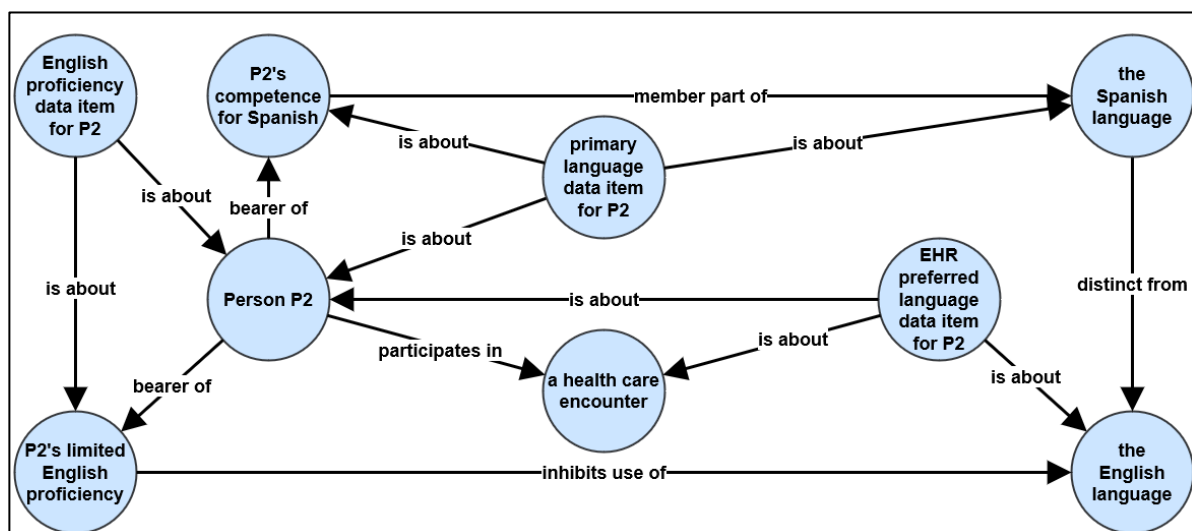 English
proficiency
data item
for P2
P2's
competence
for Spanish
member part of
the
Spanish
language
is about
primary
language
data item
for P2
is about
is about
bearer of
is about
is about
Person P2
is about
EHR
preferred
language
data item
for P2
distinct from
participates in
is about
a health care
encounter
is about
bearer of
P2's limited
English
proficiency
inhibits use of
the
English
language